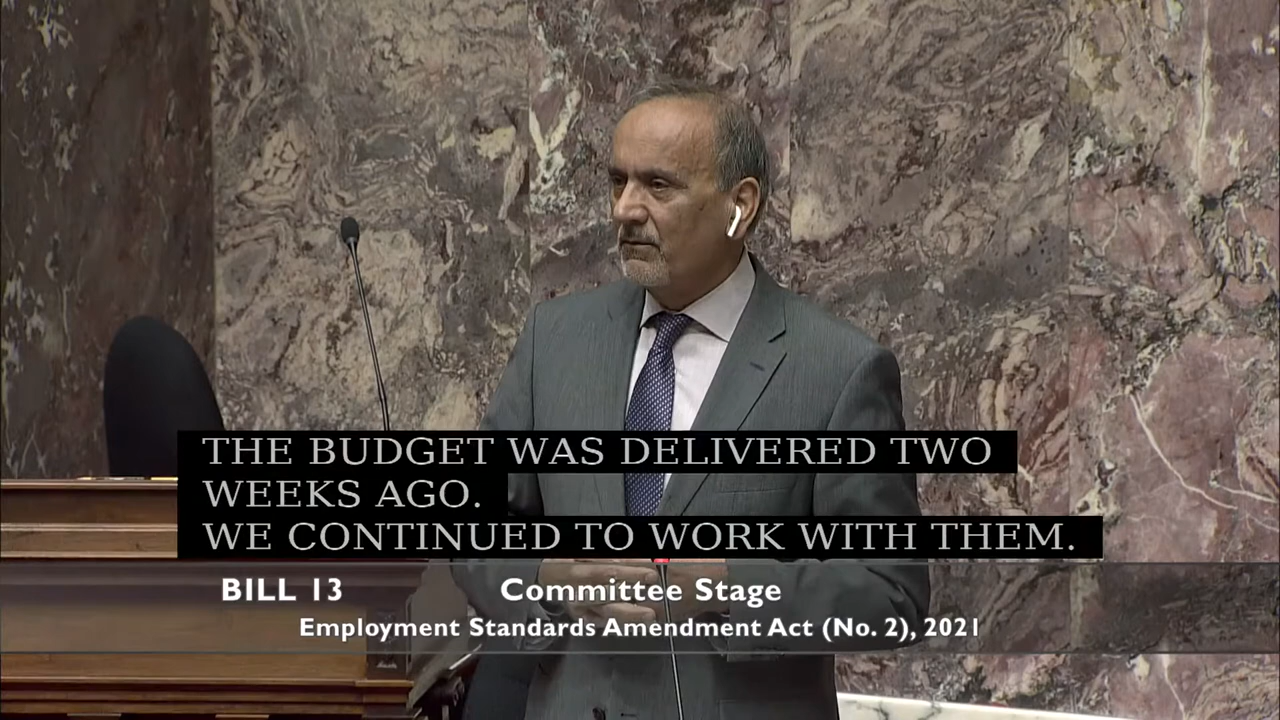 THE BUDGET WAS DELIVERED TWO
WEEKS AGO.
WE CONTINUED TO WORK WITH THEM.
BILL 13 Committee Stage
Employment Standards Amendment Act (No. 2), 2021